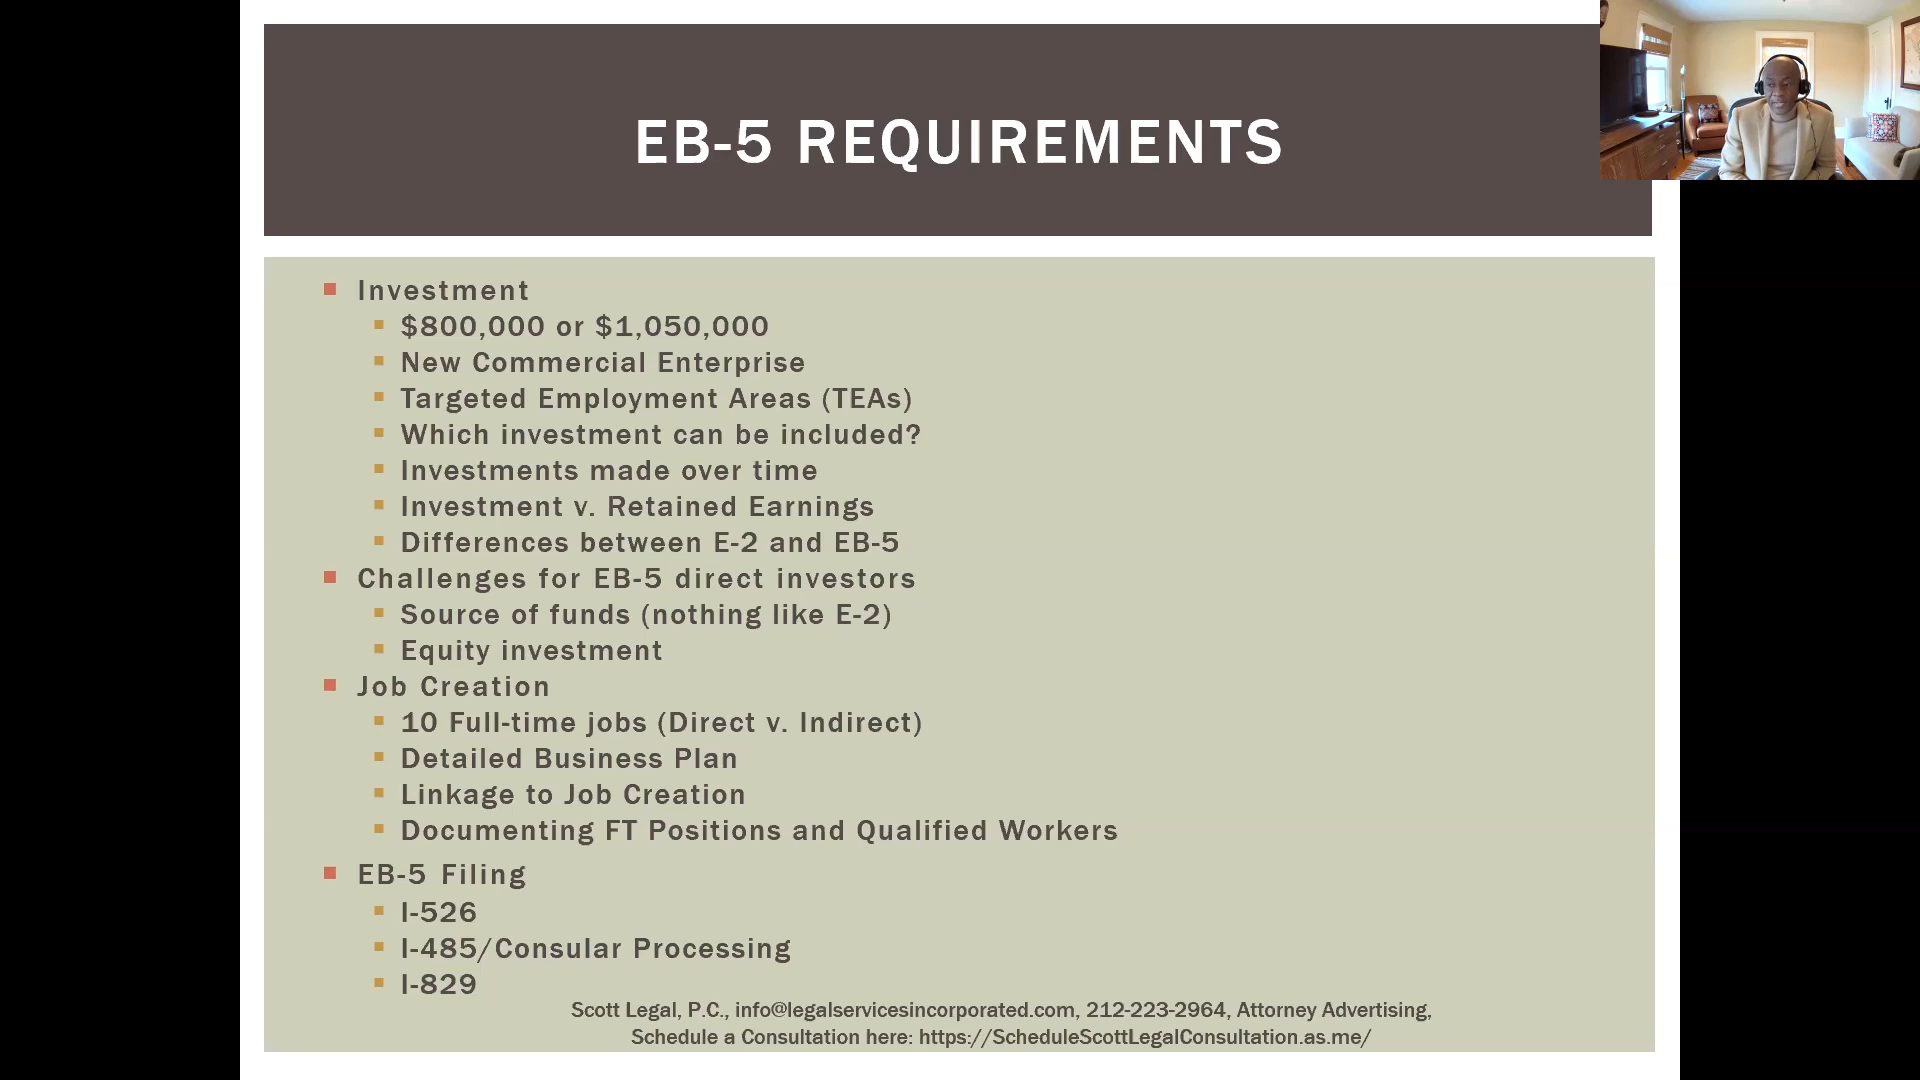 EB-5 REQUIREMENTS
Investment
$800,000 or $1,050,000
New Commercial Enterprise
Targeted Employment Areas (TEAs)
Which investment can be included?
Investments made over time
Investment v. Retained Earnings
Differences between E-2 and EB-5
Challenges for EB-5 direct investors
Source of funds (nothing like E-2)
Equity investment
Job Creation
10 Full-time jobs (Direct v. Indirect)
Detailed Business Plan
Linkage to Job Creation
Documenting FT Positions and Qualified Workers
EB-5 Filing
I-526
I-485/Consular Processing
I-829
Scott Legal, P.C., info@legalservicesincorporated.com, 212-223-2964, Attorney Advertising,
Schedule a Consultation here: https://ScheduleScottLegalConsultation.as.me/